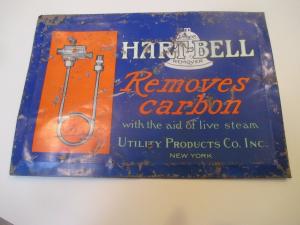 HART-BELL
REMOVER
Removes
carbon
with the aid of live steam
UTILITY PRODUCTS CO. INC.
NEW YORK